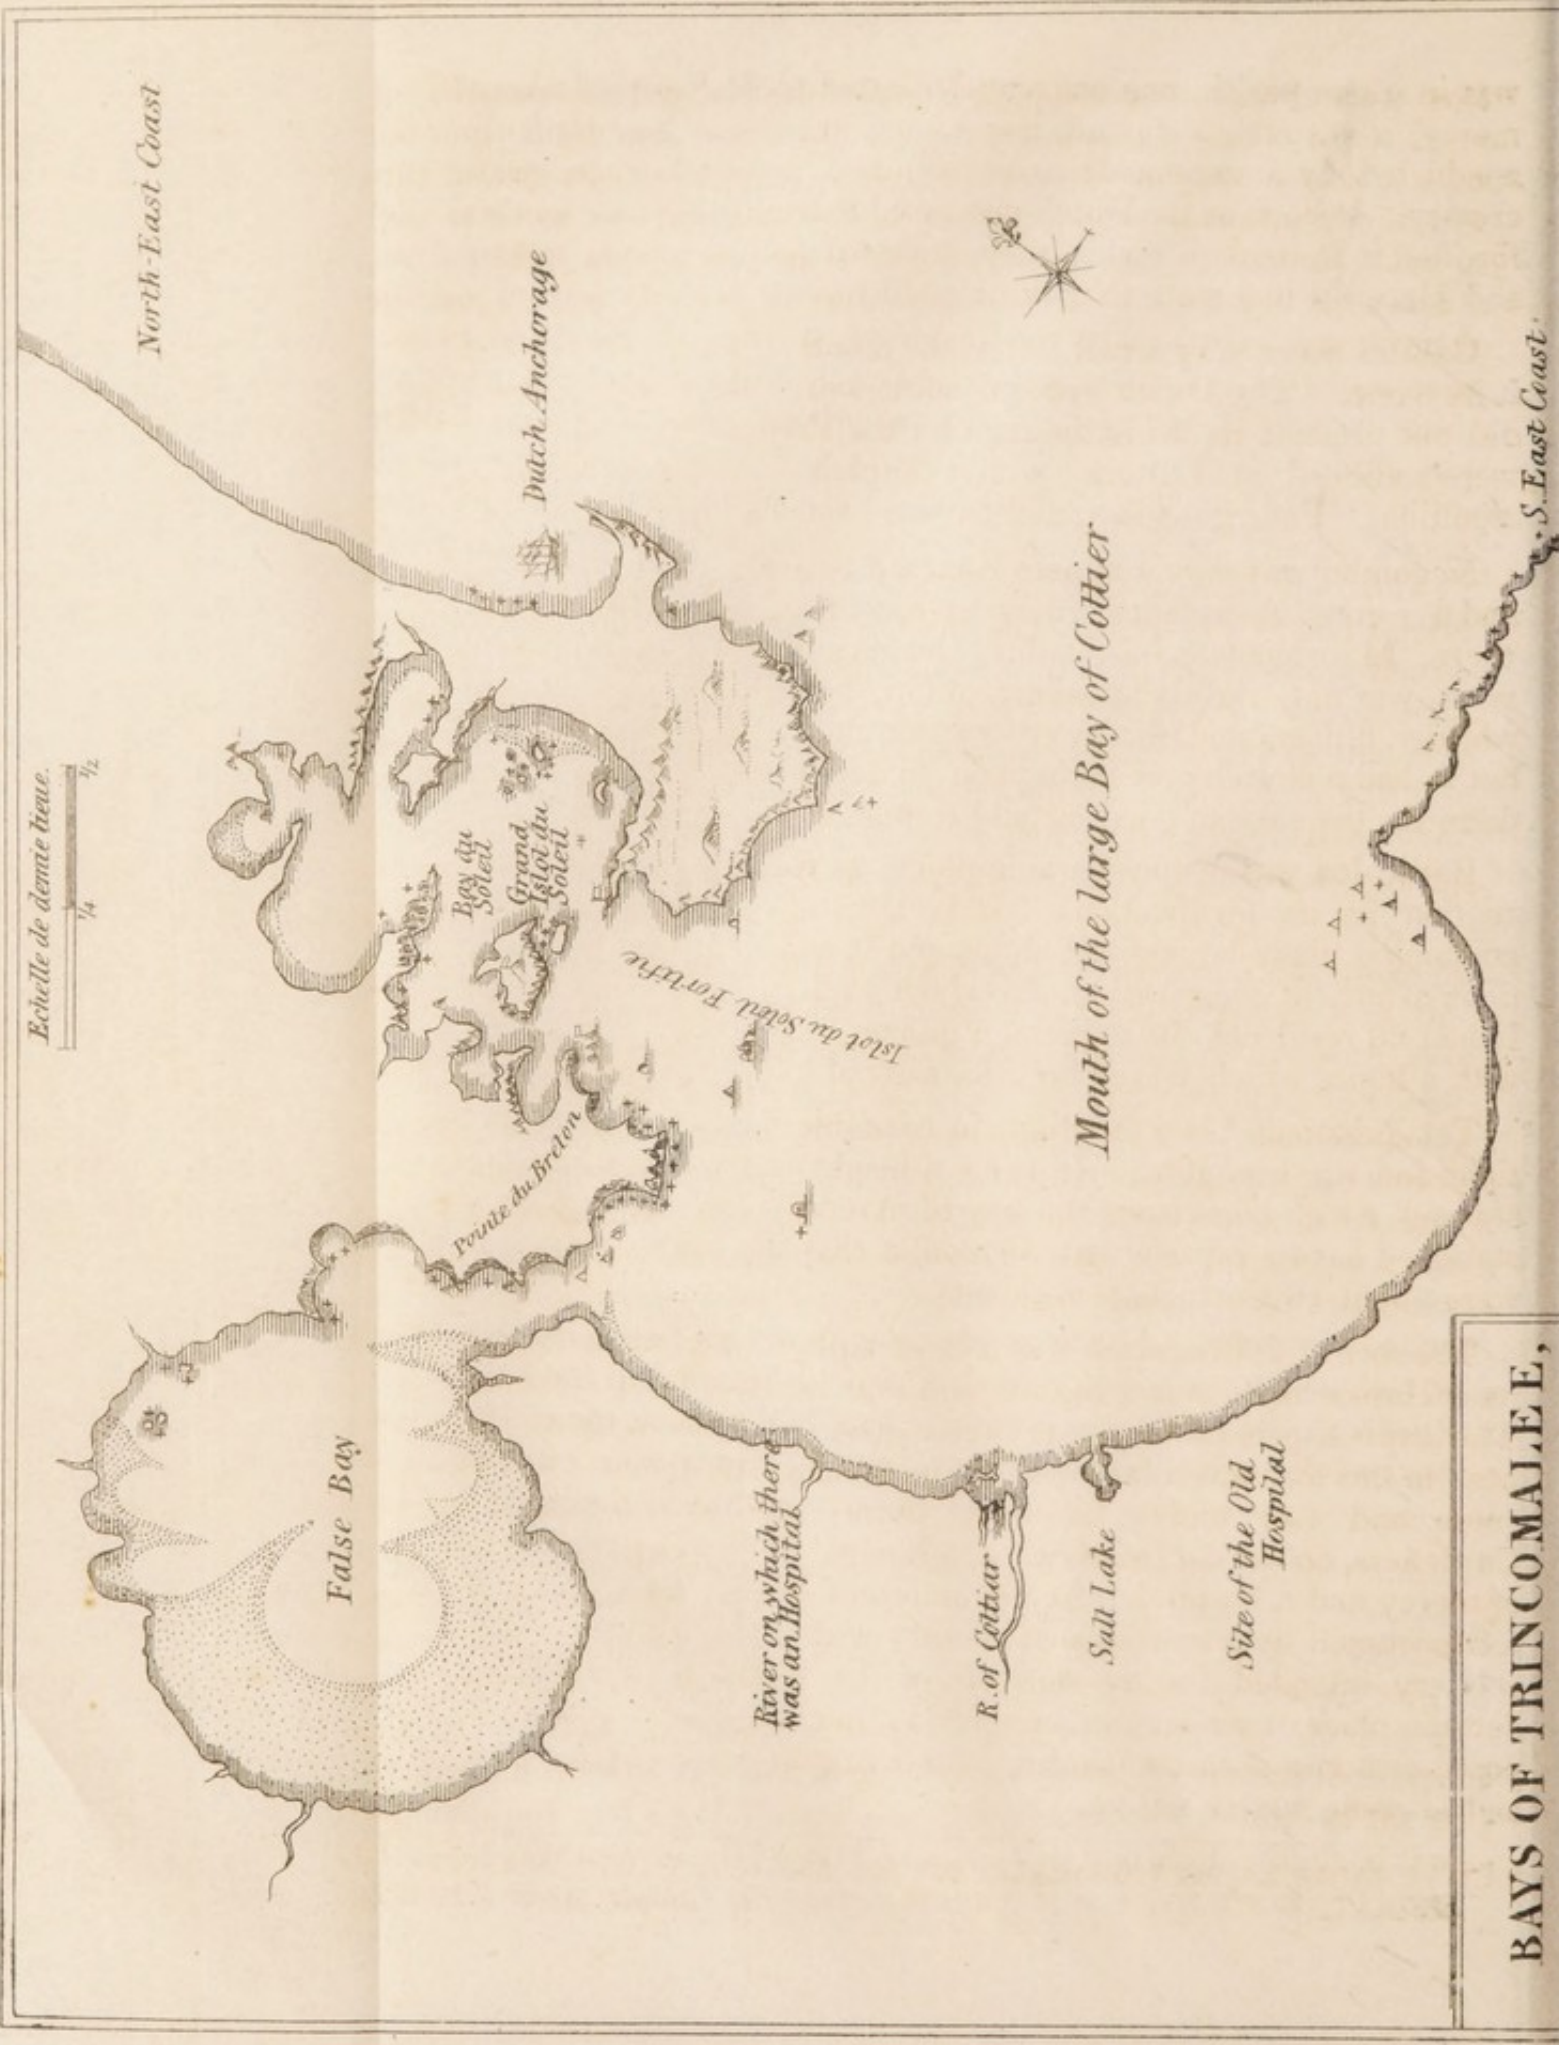 Echelle de demie lieue.
1/4
1/2
North-East Coast
Dutch Anchorage
Bay du
Soleil
Grand
Islot du
Soleil
Islot du Soleil Fortifie
Pointe du Breton
False Bay
Mouth of the large Bay of Cottier
S. East Coast
River on which there
was an Hospital
R. of Cottiar
Salt Lake
Site of the Old
Hospital
BAYS OF TRINCOMALEE,